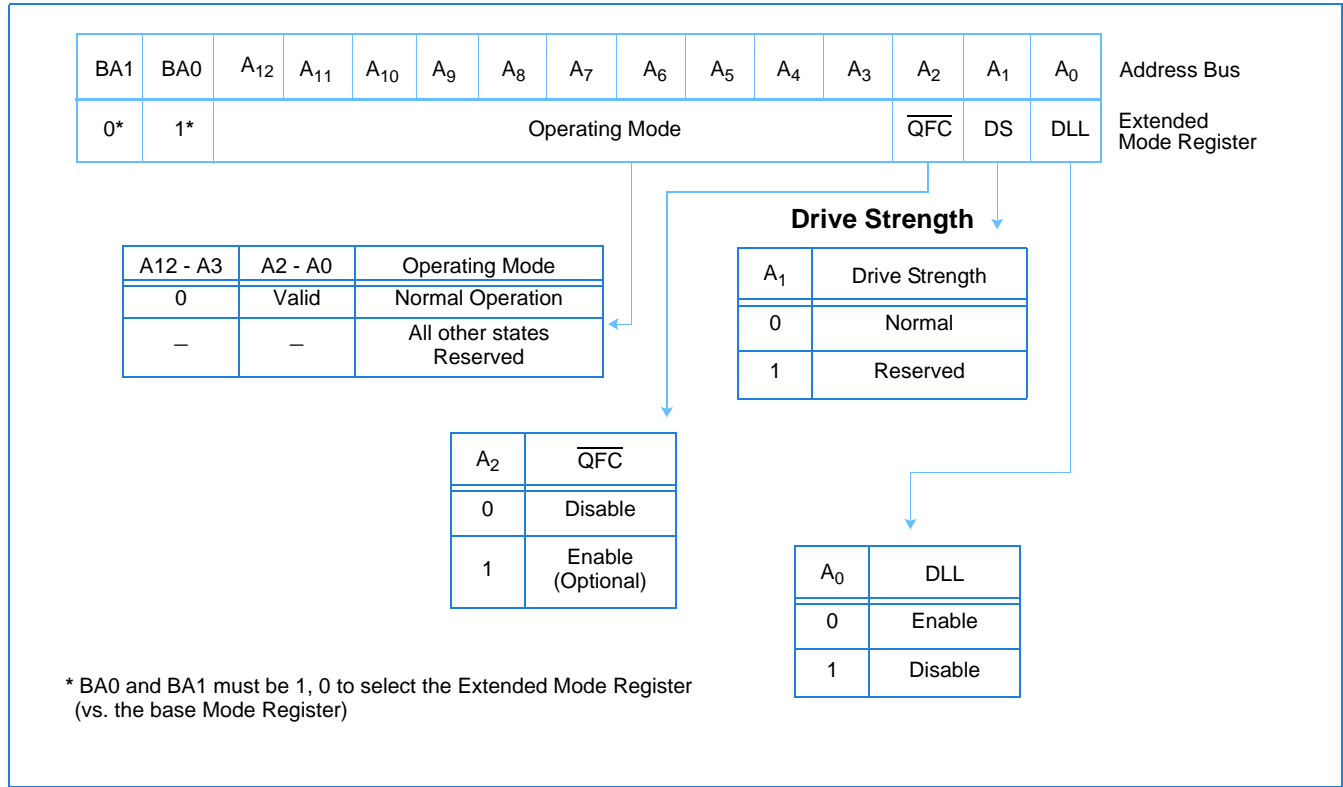 BA1 BA0 A12 A11 A10 A9 A8 A7 A6 A5 A4 A3 A2 A1 A0 Address Bus
0* 1* Operating Mode QFC DS DLL Extended
Mode Register
Drive Strength
A12 - A3 A2 - A0 Operating Mode
0 Valid Normal Operation
– – All other states
Reserved
A1 Drive Strength
0 Normal
1 Reserved
A2 QFC
0 Disable
1 Enable
(Optional)
A0 DLL
0 Enable
1 Disable
* BA0 and BA1 must be 1, 0 to select the Extended Mode Register
(vs. the base Mode Register)